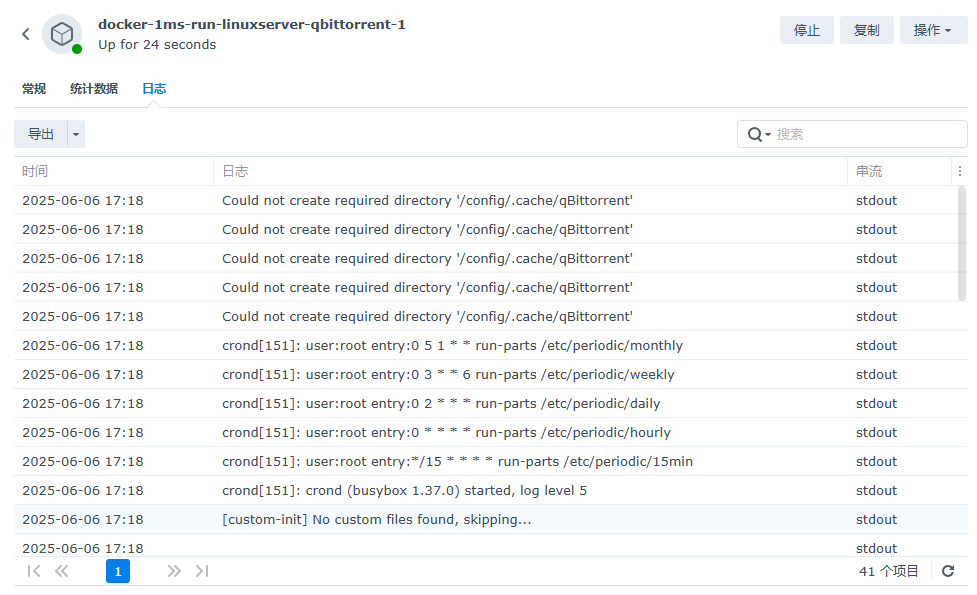 docker-1ms-run-linuxserver-qbittorrent-1
Up for 24 seconds
停止 复制 操作
常规 统计数据 日志
导出 搜索
时间 日志 串流
2025-06-06 17:18 Could not create required directory '/config/.cache/qBittorrent' stdout
2025-06-06 17:18 Could not create required directory '/config/.cache/qBittorrent' stdout
2025-06-06 17:18 Could not create required directory '/config/.cache/qBittorrent' stdout
2025-06-06 17:18 Could not create required directory '/config/.cache/qBittorrent' stdout
2025-06-06 17:18 Could not create required directory '/config/.cache/qBittorrent' stdout
2025-06-06 17:18 crond[151]: user:root entry:0 5 1 * * run-parts /etc/periodic/monthly stdout
2025-06-06 17:18 crond[151]: user:root entry:0 3 * * 6 run-parts /etc/periodic/weekly stdout
2025-06-06 17:18 crond[151]: user:root entry:0 2 * * * run-parts /etc/periodic/daily stdout
2025-06-06 17:18 crond[151]: user:root entry:0 * * * * run-parts /etc/periodic/hourly stdout
2025-06-06 17:18 crond[151]: user:root entry:*/15 * * * * run-parts /etc/periodic/15min stdout
2025-06-06 17:18 crond[151]: crond (busybox 1.37.0) started, log level 5 stdout
2025-06-06 17:18 [custom-init] No custom files found, skipping... stdout
2025-06-06 17:18 stdout
1 41 个项目